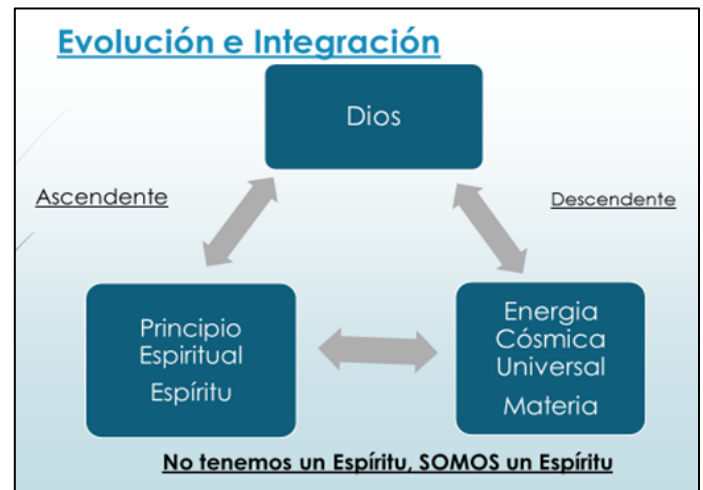 Evolución e Integración
Dios
Ascendente
Descendente
Principio
Espiritual
Espíritu
Energia
Cósmica
Universal
Materia
No tenemos un Espíritu, SOMOS un Espíritu